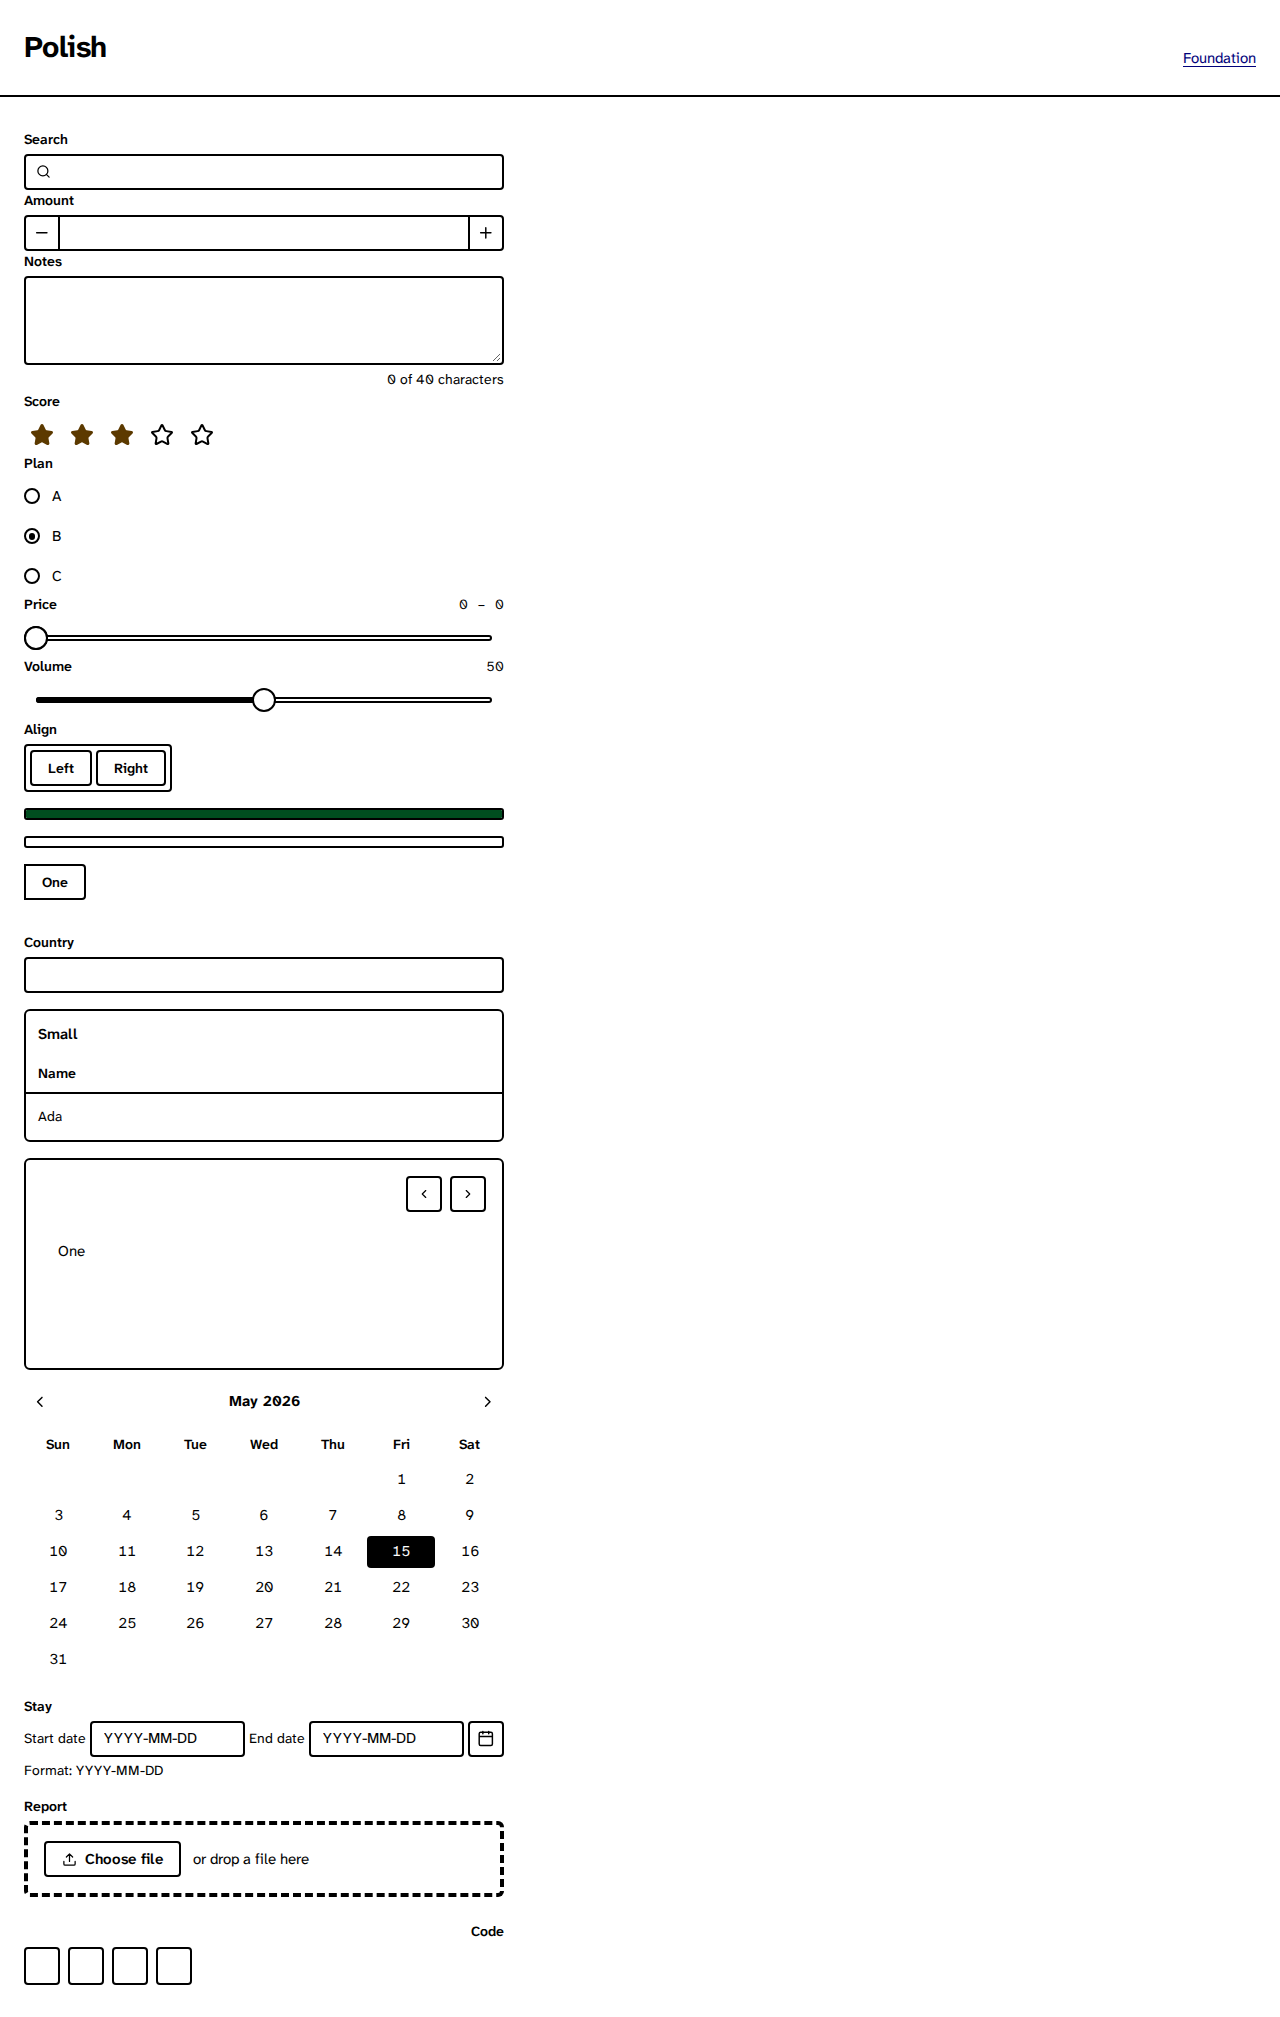 Polish
Foundation
Search
Amount
Notes
0 of 40 characters
Score
Plan
A
B
C
Price 0 – 0
Volume 50
Align
Left Right
One
Country
Small
Name
Ada
One
May 2026
Sun Mon Tue Wed Thu Fri Sat
1 2
3 4 5 6 7 8 9
10 11 12 13 14 15 16
17 18 19 20 21 22 23
24 25 26 27 28 29 30
31
Stay
Start date YYYY-MM-DD End date YYYY-MM-DD
Format: YYYY-MM-DD
Report
Choose file or drop a file here
Code